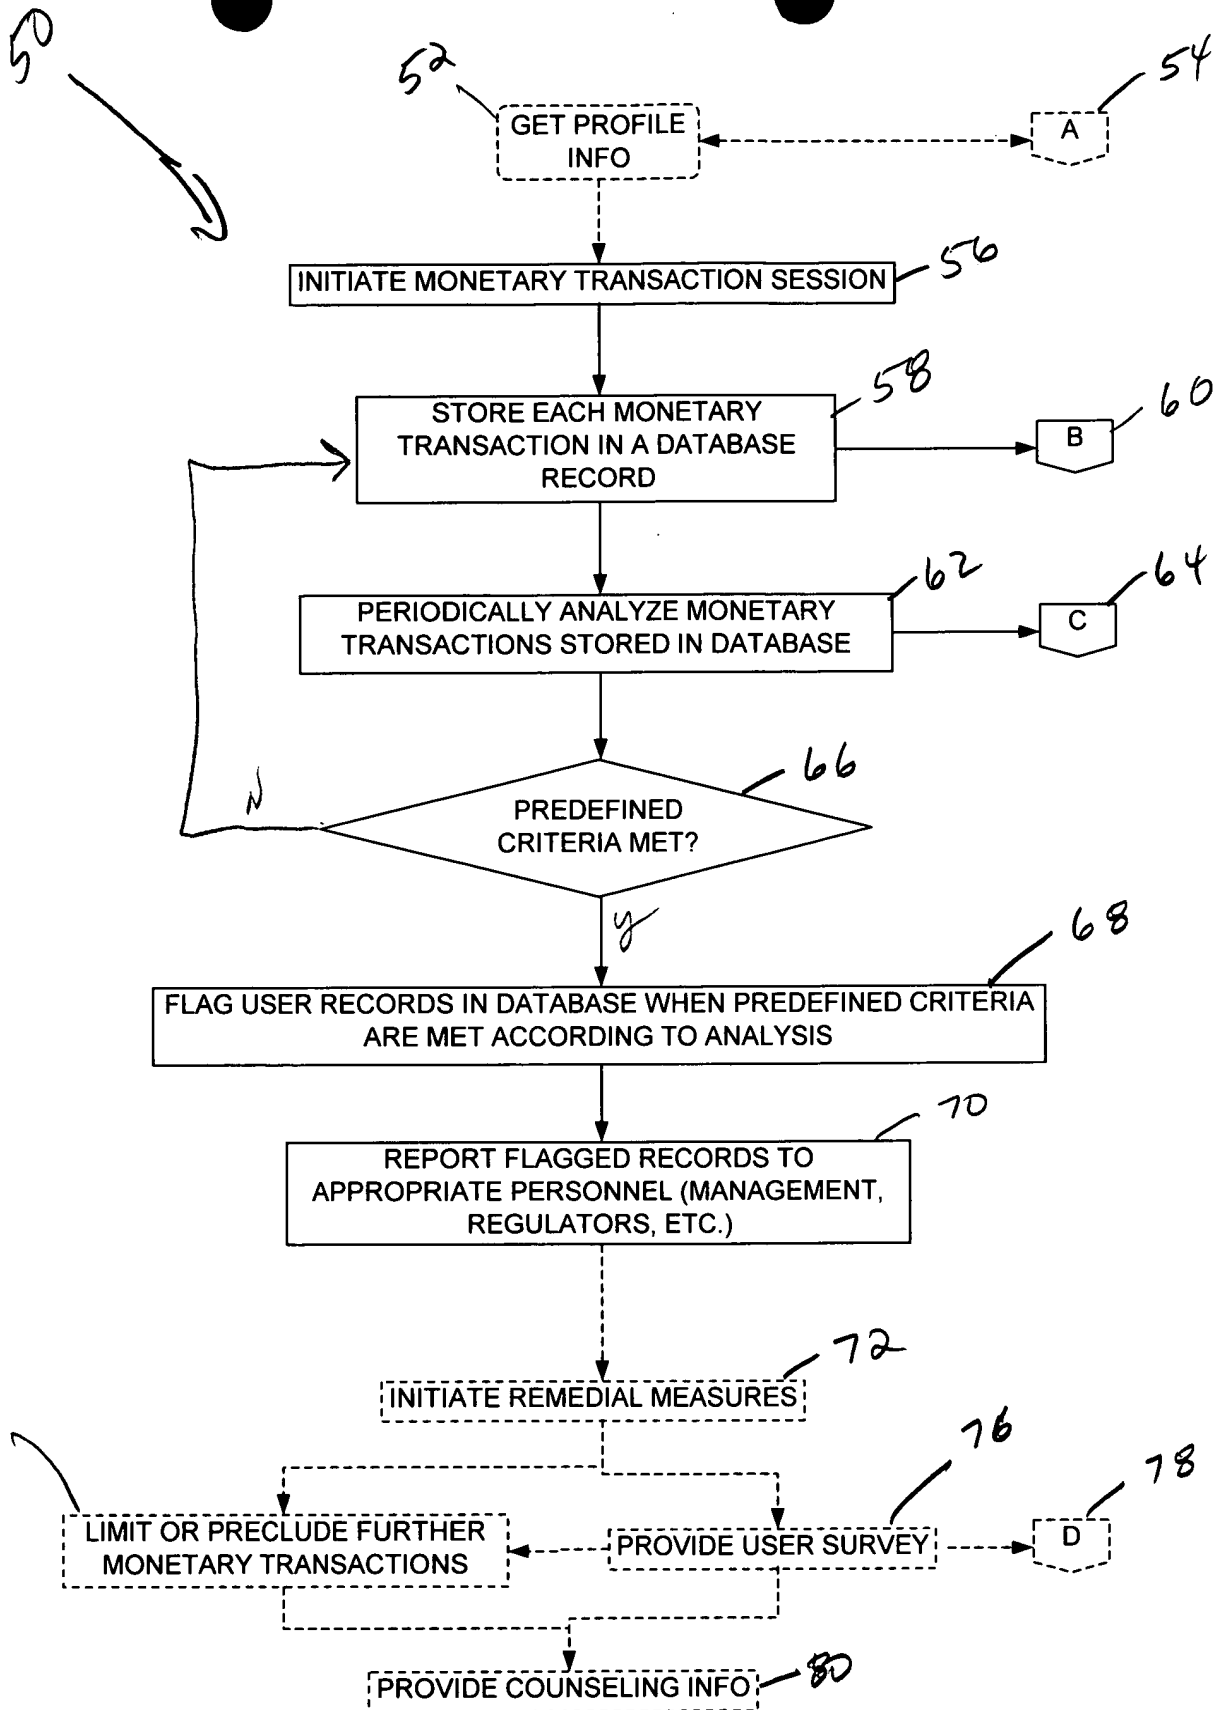 50
52
54
GET PROFILE
INFO
A
56
INITIATE MONETARY TRANSACTION SESSION
58
60
STORE EACH MONETARY
TRANSACTION IN A DATABASE
RECORD
B
62
64
PERIODICALLY ANALYZE MONETARY
TRANSACTIONS STORED IN DATABASE
C
66
N
PREDEFINED
CRITERIA MET?
y
68
FLAG USER RECORDS IN DATABASE WHEN PREDEFINED CRITERIA
ARE MET ACCORDING TO ANALYSIS
70
REPORT FLAGGED RECORDS TO
APPROPRIATE PERSONNEL (MANAGEMENT,
REGULATORS, ETC.)
72
INITIATE REMEDIAL MEASURES
76
78
LIMIT OR PRECLUDE FURTHER
MONETARY TRANSACTIONS
PROVIDE USER SURVEY
D
80
PROVIDE COUNSELING INFO